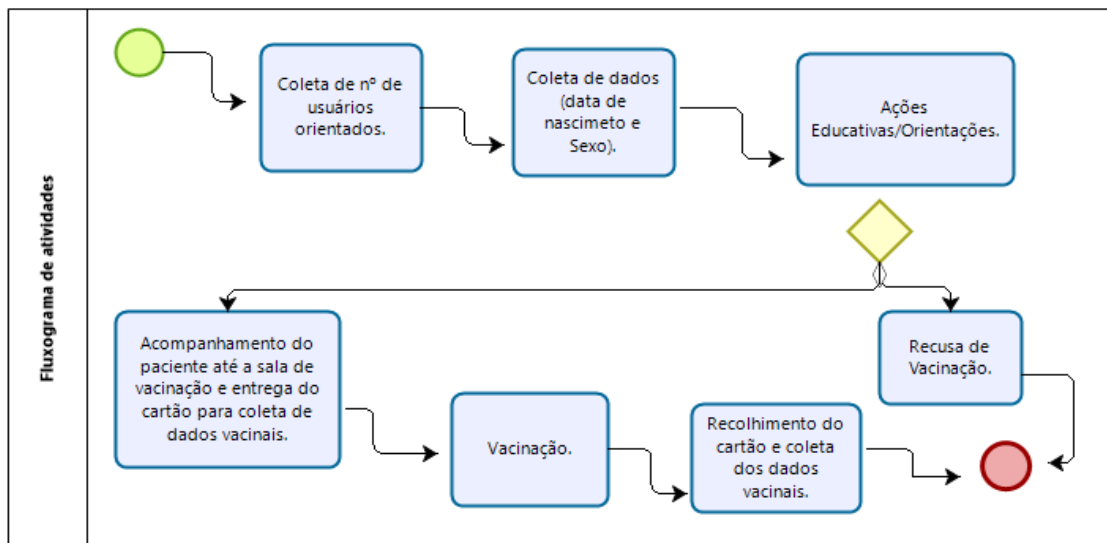 Fluxograma de atividades
Coleta de nº de
usuários
orientados.
Coleta de dados
(data de
nascimeto e
Sexo).
Ações
Educativas/Orientações.
Acompanhamento do
paciente até a sala de
vacinação e entrega do
cartão para coleta de
dados vacinais.
Vacinação.
Recolhimento do
cartão e coleta
dos dados
vacinais.
Recusa de
Vacinação.